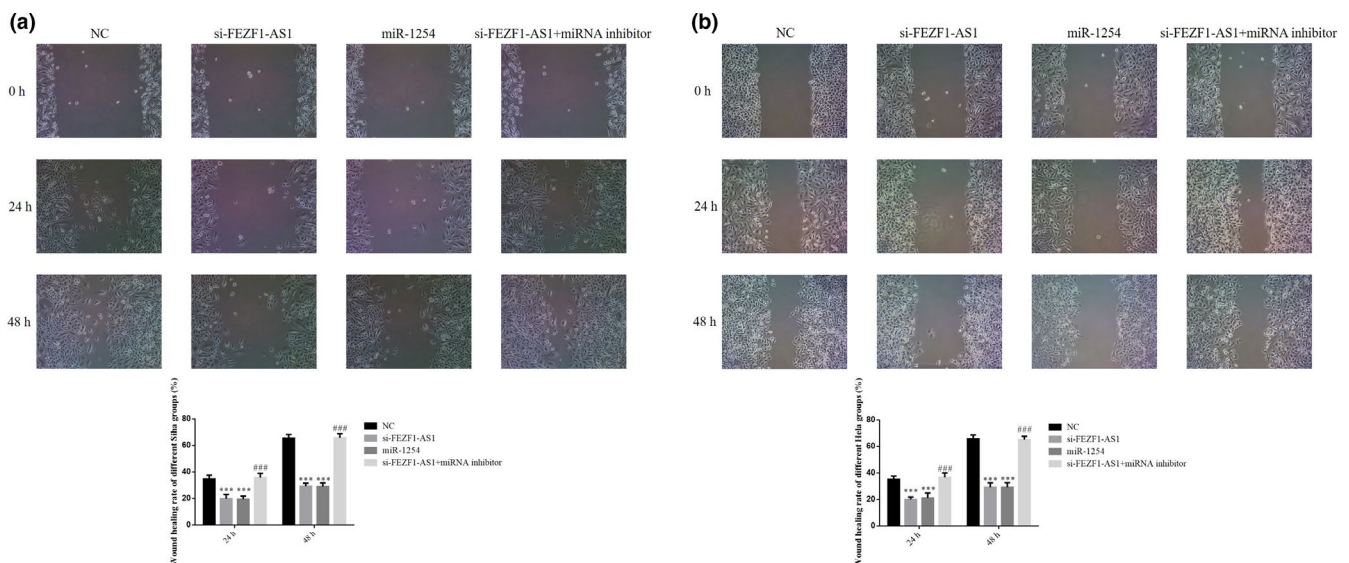 (a)
NC si-FEZF1-AS1 miR-1254 si-FEZF1-AS1+miRNA inhibitor
0 h
24 h
48 h
Wound healing rate of different Siha groups (%)
80
60
40
20
0
*** *** ###
*** *** ###
24 h 48 h
NC
si-FEZF1-AS1
miR-1254
si-FEZF1-AS1+miRNA inhibitor
(b)
NC si-FEZF1-AS1 miR-1254 si-FEZF1-AS1+miRNA inhibitor
0 h
24 h
48 h
Wound healing rate of different Hela groups (%)
80
60
40
20
0
*** *** ###
*** *** ###
24 h 48 h
NC
si-FEZF1-AS1
miR-1254
si-FEZF1-AS1+miRNA inhibitor